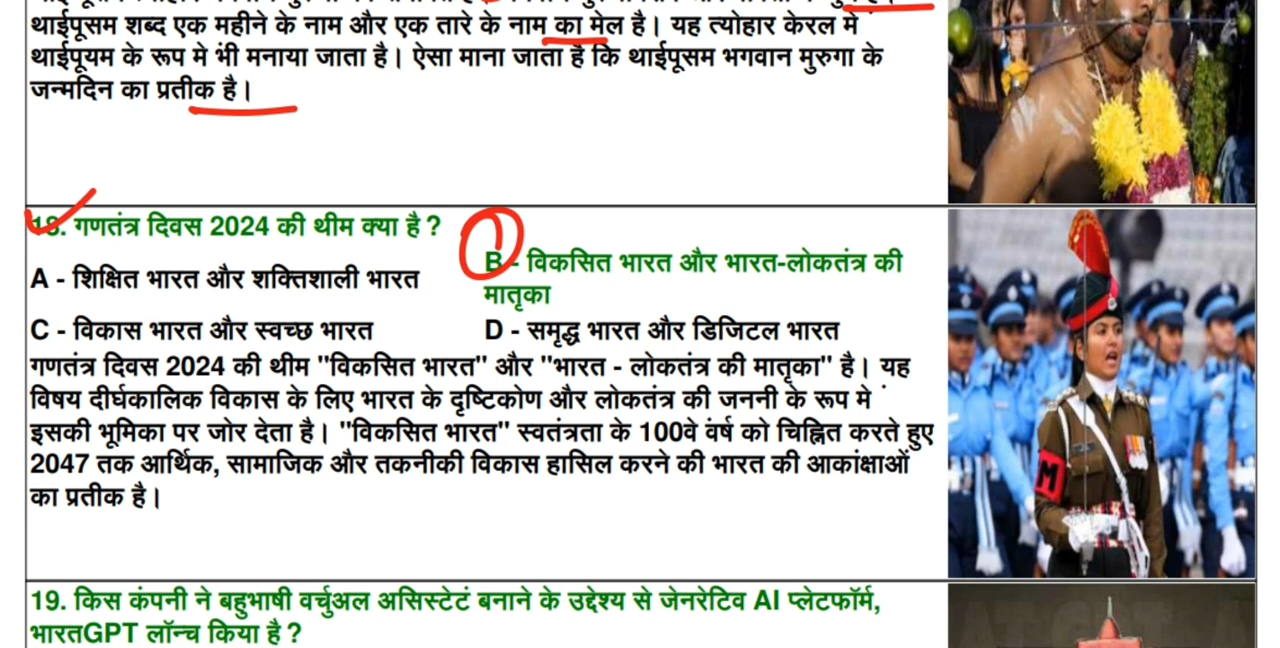 थाईपूसम शब्द एक महीने के नाम और एक तारे के नाम का मेल है। यह त्योहार केरल मे
थाईपूयम के रूप मे भी मनाया जाता है। ऐसा माना जाता है कि थाईपूसम भगवान मुरुगा के
जन्मदिन का प्रतीक है।
18. गणतंत्र दिवस 2024 की थीम क्या है?
A - शिक्षित भारत और शक्तिशाली भारत
B - विकसित भारत और भारत-लोकतंत्र की
मातृका
C - विकास भारत और स्वच्छ भारत
D - समृद्ध भारत और डिजिटल भारत
गणतंत्र दिवस 2024 की थीम "विकसित भारत" और "भारत - लोकतंत्र की मातृका" है। यह
विषय दीर्घकालिक विकास के लिए भारत के दृष्टिकोण और लोकतंत्र की जननी के रूप मे
इसकी भूमिका पर जोर देता है। "विकसित भारत" स्वतंत्रता के 100वे वंर्ष को चिह्नित करते हुए
2047 तक आर्थिक, सामाजिक और तकनीकी विकास हासिल करने की भारत की आकांक्षाओं
का प्रतीक है।
M
19. किस कंपनी ने बहुभाषी वर्चुअल असिस्टेटं बनाने के उद्देश्य से जेनरेटिव AI प्लेटफॉर्म,
भारतGPT लॉन्च किया है?